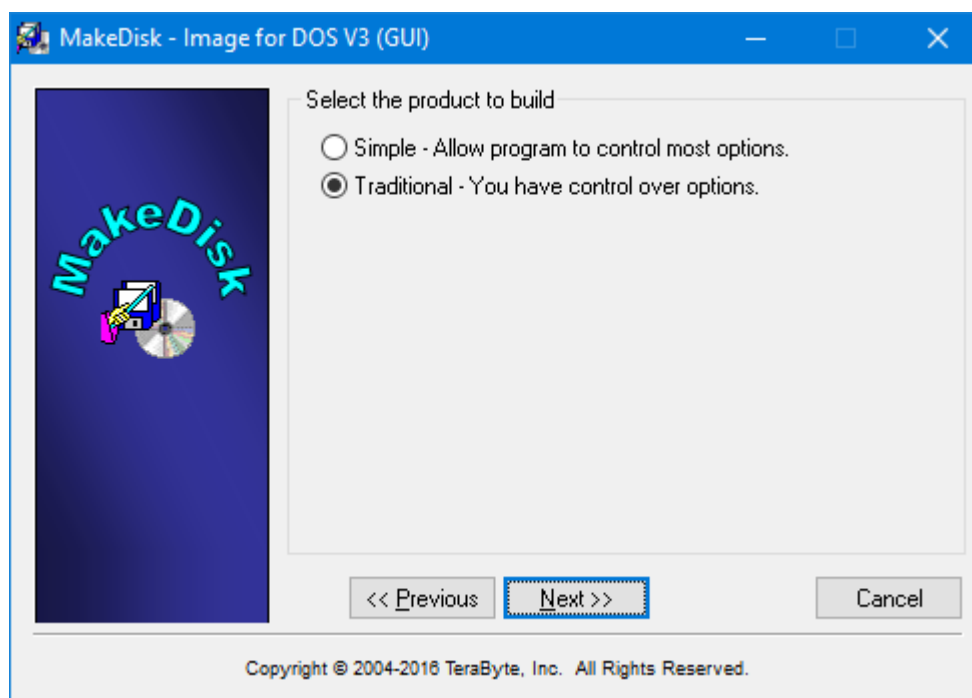 MakeDisk - Image for DOS V3 (GUI)
Select the product to build
Simple - Allow program to control most options.
Traditional - You have control over options.
MakeDisk
<< Previous
Next >>
Cancel
Copyright © 2004-2016 TeraByte, Inc. All Rights Reserved.